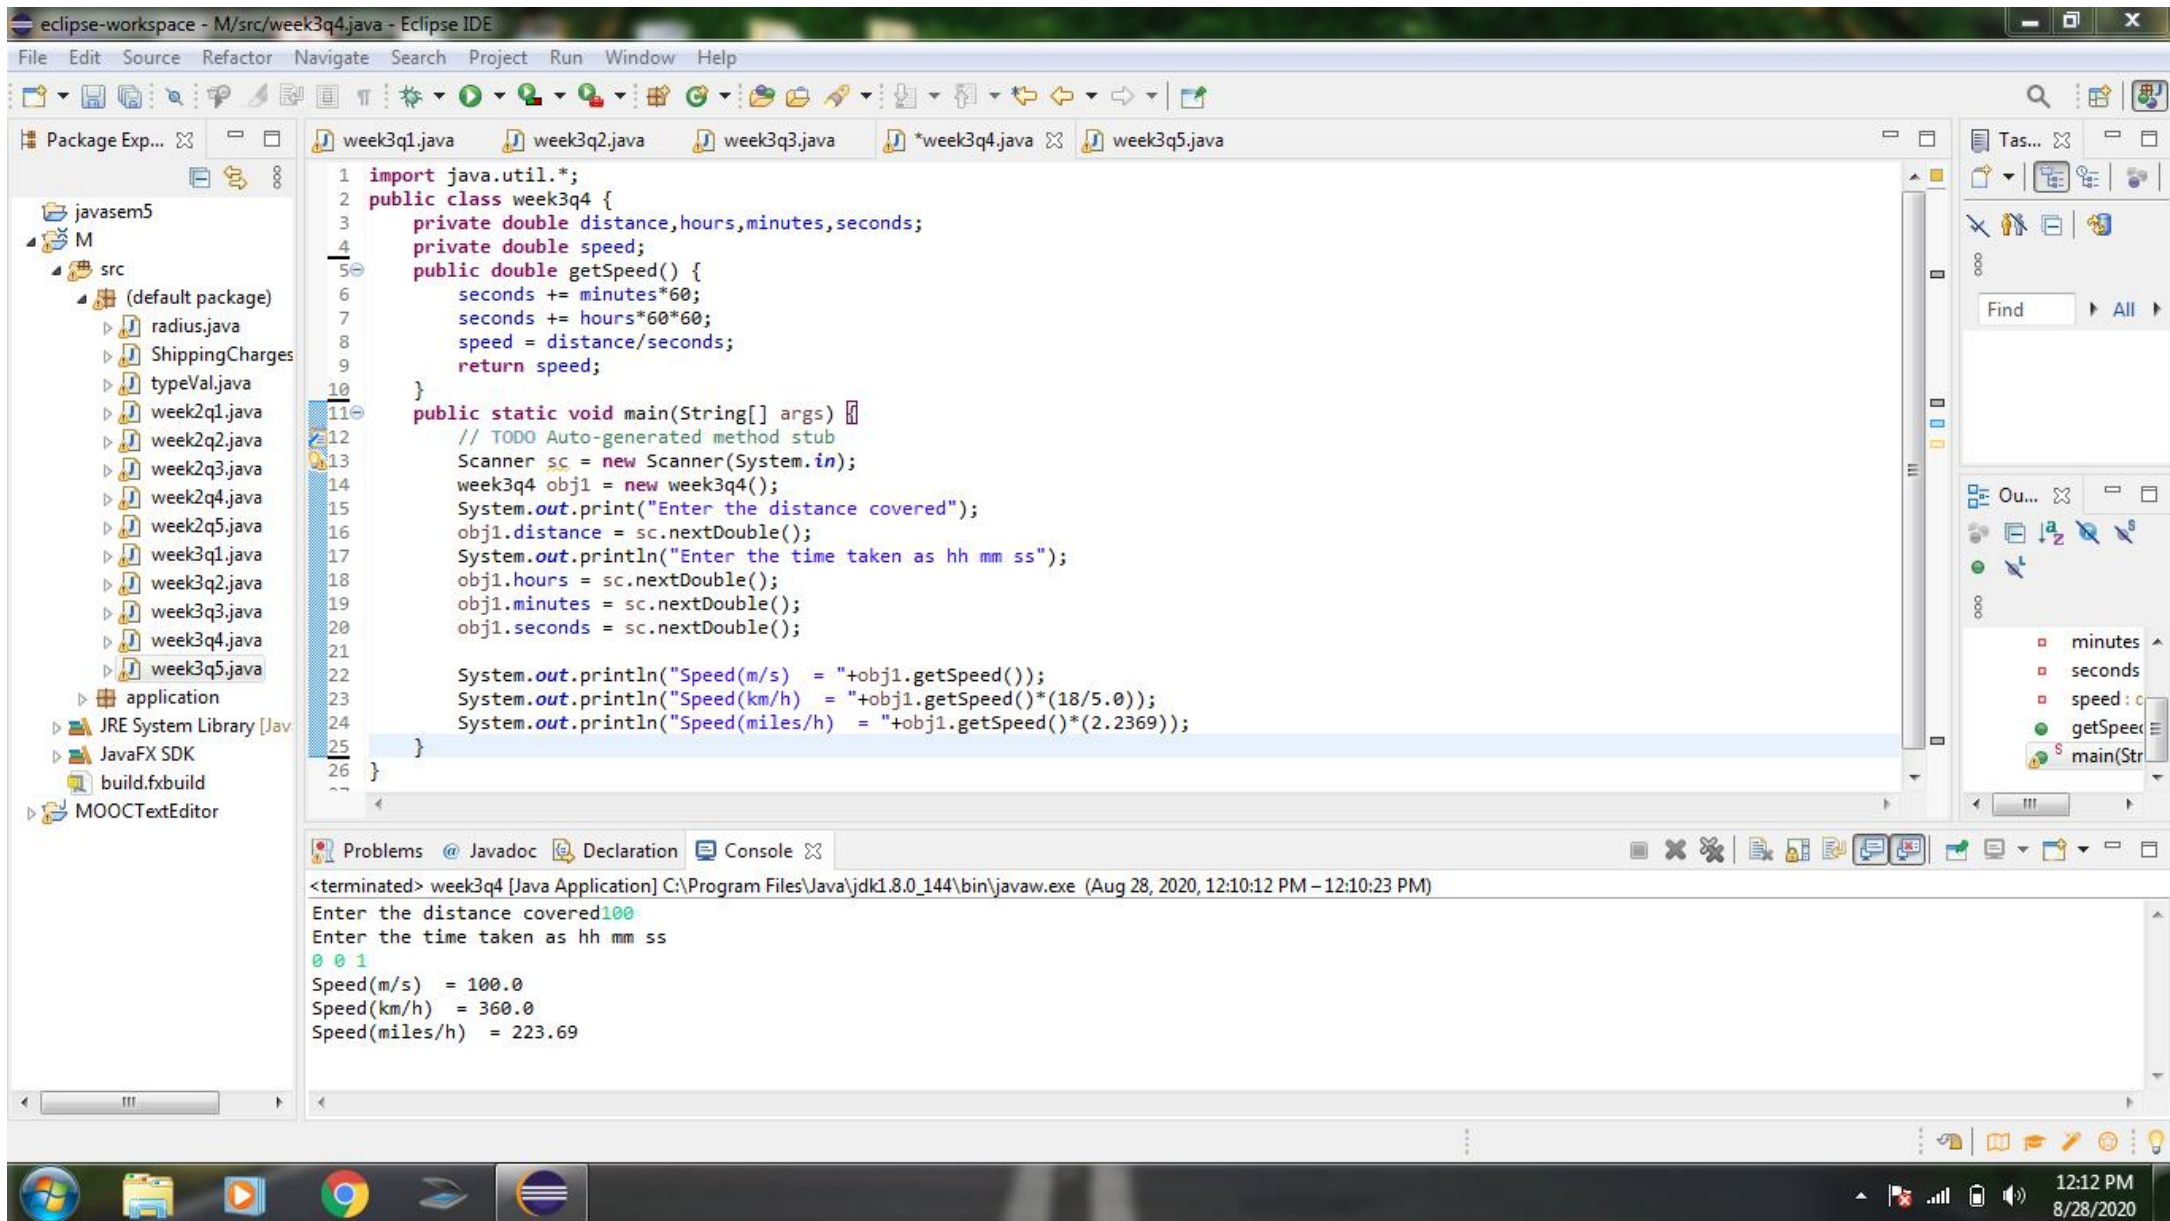 eclipse-workspace - M/src/week3q4.java - Eclipse IDE
File Edit Source Refactor Navigate Search Project Run Window Help
Package Exp...
week3q1.java week3q2.java week3q3.java *week3q4.java week3q5.java
Tas...
javasem5
M
src
(default package)
radius.java
ShippingCharges
typeVal.java
week2q1.java
week2q2.java
week2q3.java
week2q4.java
week2q5.java
week3q1.java
week3q2.java
week3q3.java
week3q4.java
week3q5.java
application
JRE System Library [Jav
JavaFX SDK
build.fxbuild
MOOCTextEditor
1 import java.util.*;
2 public class week3q4 {
3 private double distance,hours,minutes,seconds;
4 private double speed;
5 public double getSpeed() {
6 seconds += minutes*60;
7 seconds += hours*60*60;
8 speed = distance/seconds;
9 return speed;
10 }
11 public static void main(String[] args) {
12 // TODO Auto-generated method stub
13 Scanner sc = new Scanner(System.in);
14 week3q4 obj1 = new week3q4();
15 System.out.print("Enter the distance covered");
16 obj1.distance = sc.nextDouble();
17 System.out.println("Enter the time taken as hh mm ss");
18 obj1.hours = sc.nextDouble();
19 obj1.minutes = sc.nextDouble();
20 obj1.seconds = sc.nextDouble();
21
22 System.out.println("Speed(m/s)  = "+obj1.getSpeed());
23 System.out.println("Speed(km/h)  = "+obj1.getSpeed()*(18/5.0));
24 System.out.println("Speed(miles/h)  = "+obj1.getSpeed()*(2.2369));
25 }
26 }
Find All
Ou...
minutes
seconds
speed :
getSpeed
main(Str
Problems @ Javadoc Declaration Console
<terminated> week3q4 [Java Application] C:\Program Files\Java\jdk1.8.0_144\bin\javaw.exe (Aug 28, 2020, 12:10:12 PM – 12:10:23 PM)
Enter the distance covered100
Enter the time taken as hh mm ss
0 0 1
Speed(m/s)  = 100.0
Speed(km/h)  = 360.0
Speed(miles/h)  = 223.69
12:12 PM
8/28/2020